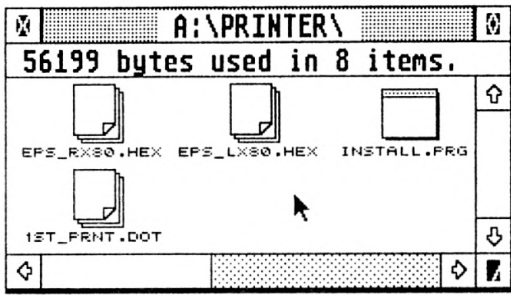 A:\PRINTER\
56199 bytes used in 8 items.
EPS_RX80.HEX EPS_LX80.HEX INSTALL.PRG
1ST_PRNT.DOT